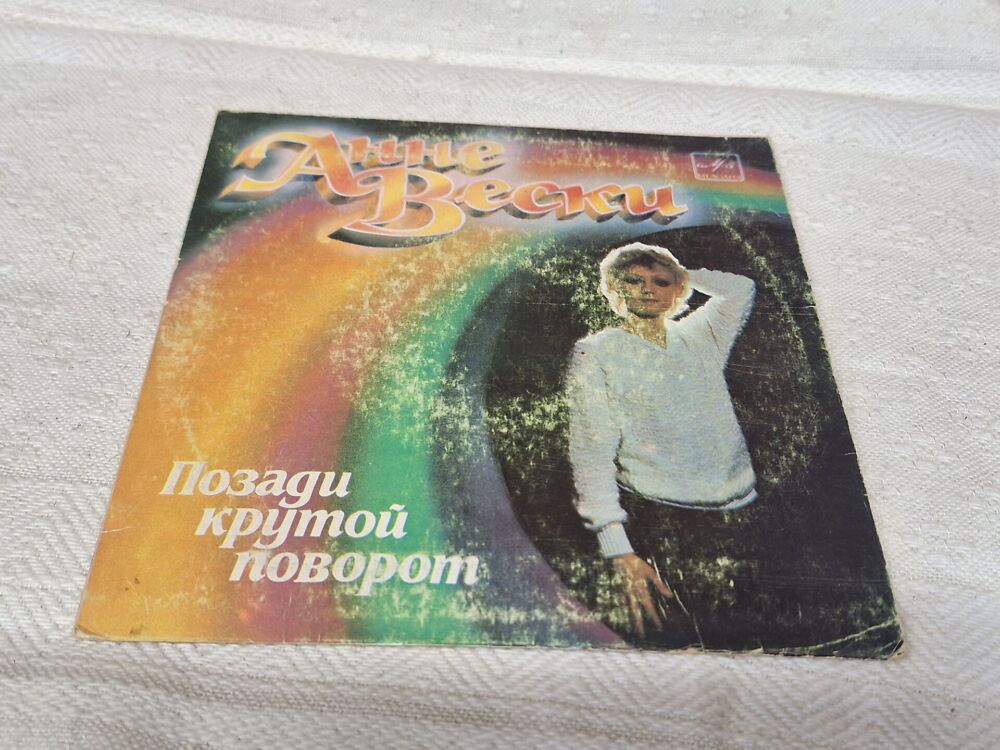 Анне
Вески
Позади
крутой
поворот